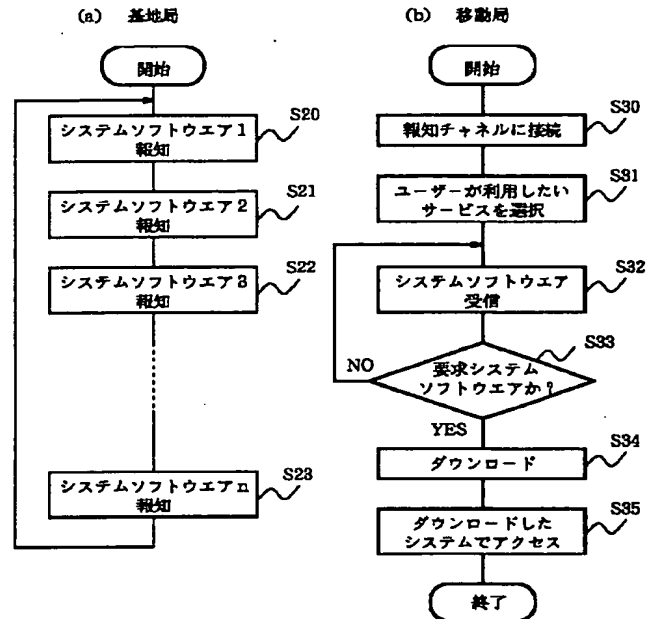 (a) 基地局
開始
システムソフトウエア1
報知
S20
システムソフトウエア2
報知
S21
システムソフトウエア3
報知
S22
システムソフトウエアn
報知
S23
(b) 移動局
開始
報知チャネルに接続
S30
ユーザーが利用したい
サービスを選択
S31
システムソフトウエア
受信
S32
要求システム
ソフトウエアか?
S33
NO
YES
ダウンロード
S34
ダウンロードした
システムでアクセス
S35
終了